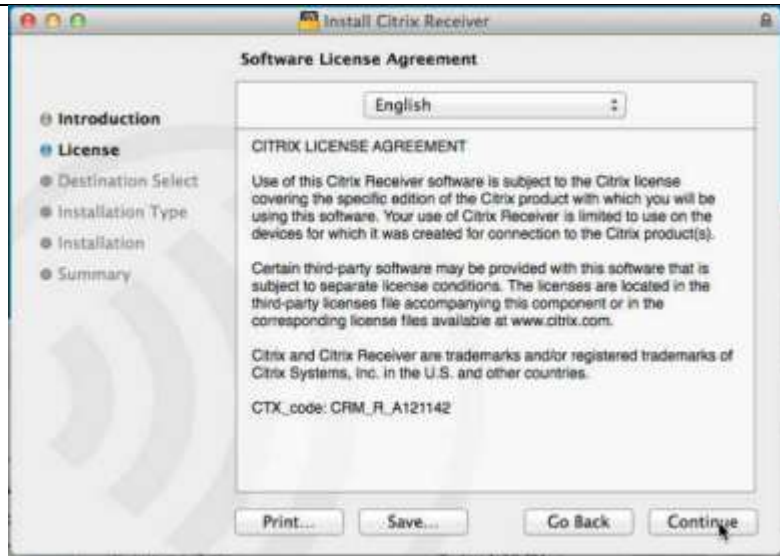 Install Citrix Receiver
Software License Agreement
Introduction
License
Destination Select
Installation Type
Installation
Summary
English
CITRIX LICENSE AGREEMENT
Use of this Citrix Receiver software is subject to the Citrix license
covering the specific edition of the Citrix product with which you will be
using this software. Your use of Citrix Receiver is limited to use on the
devices for which it was created for connection to the Citrix product(s).
Certain third-party software may be provided with this software that is
subject to separate license conditions. The licenses are located in the
third-party licenses file accompanying this component or in the
corresponding license files available at www.citrix.com.
Citrix and Citrix Receiver are trademarks and/or registered trademarks of
Citrix Systems, Inc. in the U.S. and other countries.
CTX_code: CRM_R_A121142
Print...
Save...
Go Back
Continue